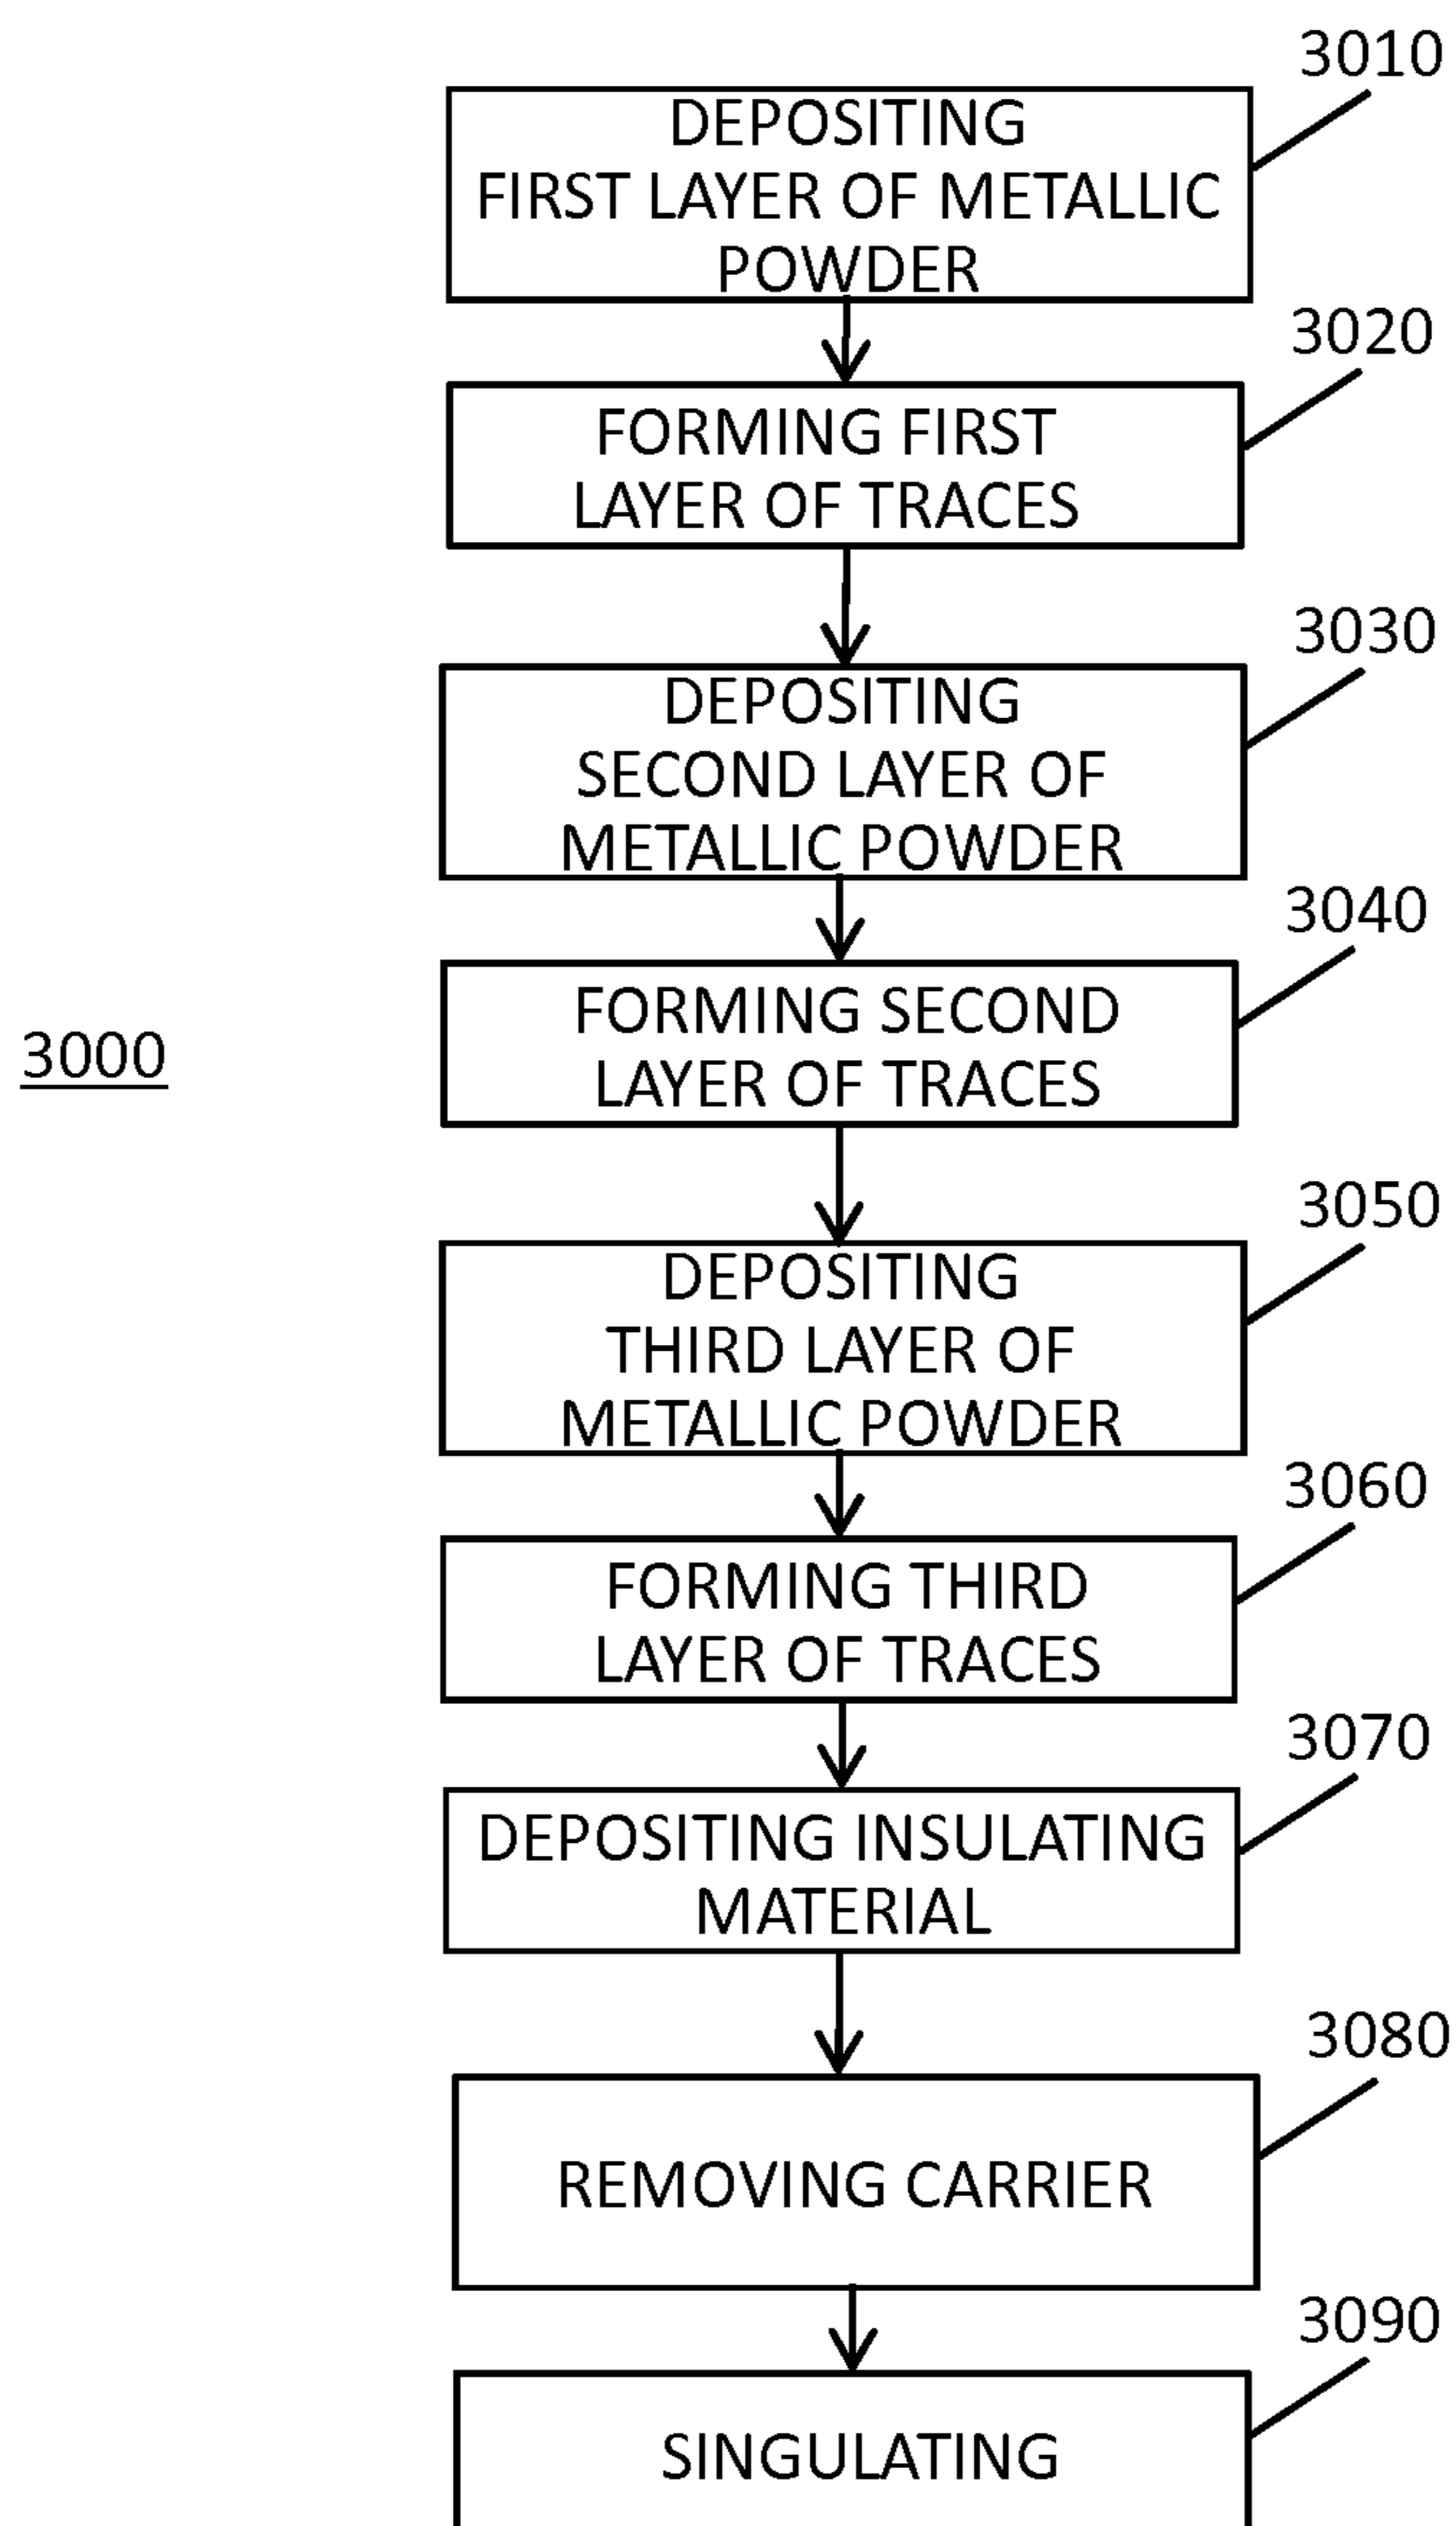 3010
DEPOSITING
FIRST LAYER OF METALLIC
POWDER
3020
FORMING FIRST
LAYER OF TRACES
3030
DEPOSITING
SECOND LAYER OF
METALLIC POWDER
3040
FORMING SECOND
LAYER OF TRACES
3000
3050
DEPOSITING
THIRD LAYER OF
METALLIC POWDER
3060
FORMING THIRD
LAYER OF TRACES
3070
DEPOSITING INSULATING
MATERIAL
3080
REMOVING CARRIER
3090
SINGULATING